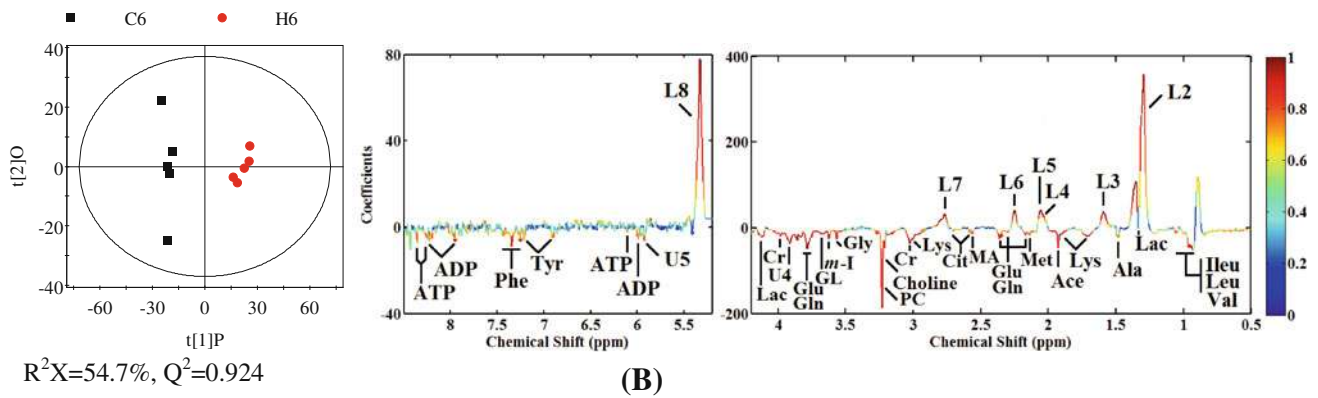 C6 H6
40
20
0
-20
-40
t[2]O
-60 -30 0 30 60
t[1]P
R²X=54.7%, Q²=0.924
80
40
0
-40
Coefficients
L8
ADP
ATP
Phe
Tyr
ATP
U5
ADP
8 7.5 7 6.5 6 5.5
Chemical Shift (ppm)
400
200
0
-200
L7
L6
L5
L4
L3
L2
Lac
Cr
U4
Glu
Gln
GL
m-I
Gly
Choline
PC
Cr
Lys
Cit
MA
Glu
Gln
Met
Ace
Lys
Ala
Lac
Ileu
Leu
Val
4 3.5 3 2.5 2 1.5 1 0.5
Chemical Shift (ppm)
1
0.8
0.6
0.4
0.2
0
(B)